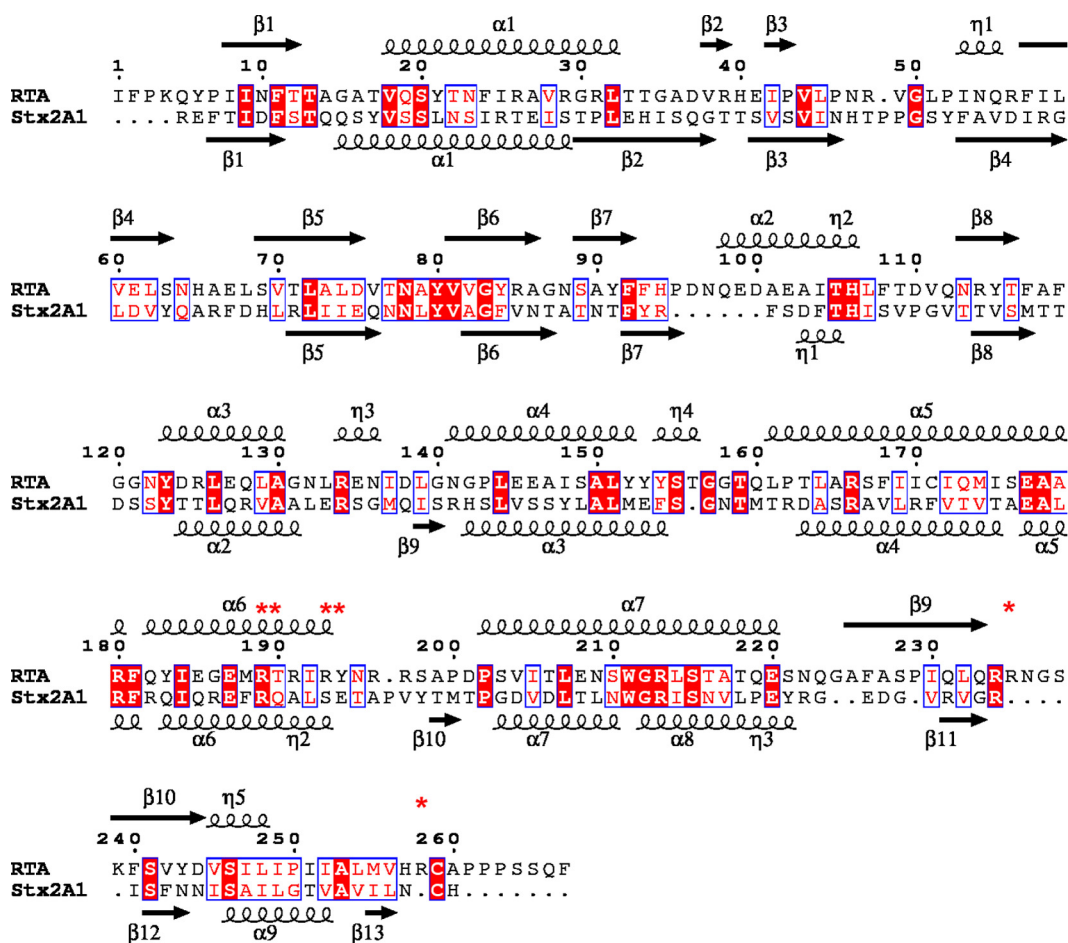 β1 α1 β2 β3 η1
1 10 20 30 40 50
RTA IFPKQYPIINFTTAGATVQSYTNFIRAVRGRLTTGADVRHEIPVLPNR.VGLPINQRFIL
Stx2A1 ....REFTIDFSTQQSYVSSLNSIRTEISTPLEHISQGTTSVSVINHTPPGSYFAVDIRG
β1 α1 β2 β3 β4
β4 β5 β6 β7 α2 η2 β8
60 70 80 90 100 110
RTA VELSNHAELSVTLALDVTNAYVVGYRAGNSAYFFHPDNQEDAEAITHLFTDVQNRYTFAF
Stx2A1 LDVYQARFDHLRLIIEQNNLYVAGFVNTATNTFYR......FSDFTHISVPGVTTVSMTT
β5 β6 β7 η1 β8
α3 η3 α4 η4 α5
120 130 140 150 160 170
RTA GGNYDRLEQLAGNLRENIDLGNGPLEEAISALYYYSTGGTQLPTLARSFIICIQMISEAA
Stx2A1 DSSYTTLQRVAALERSGMQISRHSLVSSYLALMEFS.GNTMTRDASRAVLRFVTVTAEAL
α2 β9 α3 α4 α5
α6 ** ** α7 β9 *
180 190 200 210 220 230
RTA RFQYIEGEMRTRIRYNR.RSAPDPSVITLENSWGRLSTATQESNQGAFASPIQLQRRNGS
Stx2A1 RFRQIQREFRQALSETAPVYTMTPGDVDLTLNWGRISNVLPEYRG..EDG.VRVGR....
α6 η2 β10 α7 α8 η3 β11
β10 η5 *
240 250 260
RTA KFSVYDVSILIPIIALMVHRCAPPPSSQF
Stx2A1 .ISFNNISAILGTVAVILN.CH.......
β12 α9 β13